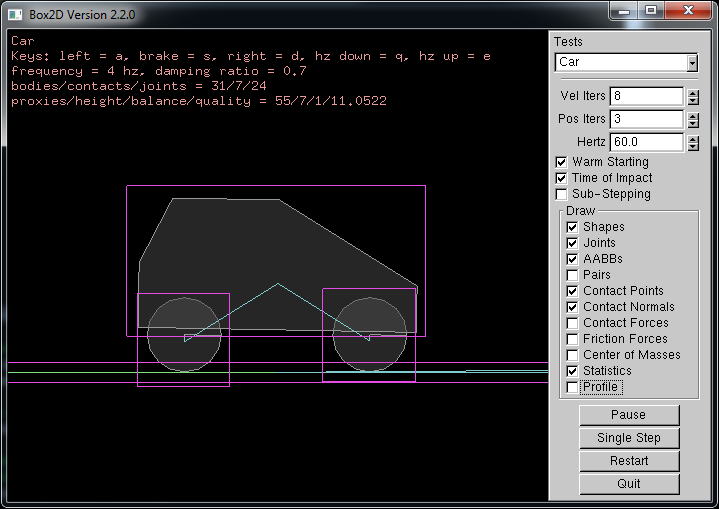 Box2D Version 2.2.0
Car
Keys: left = a, brake = s, right = d, hz down = q, hz up = e
frequency = 4 hz, damping ratio = 0.7
bodies/contacts/joints = 31/7/24
proxies/height/balance/quality = 55/7/1/11.0522
Tests
Car
Vel Iters 8
Pos Iters 3
Hertz 60.0
Warm Starting
Time of Impact
Sub-Stepping
Draw
Shapes
Joints
AABBs
Pairs
Contact Points
Contact Normals
Contact Forces
Friction Forces
Center of Masses
Statistics
Profile
Pause
Single Step
Restart
Quit